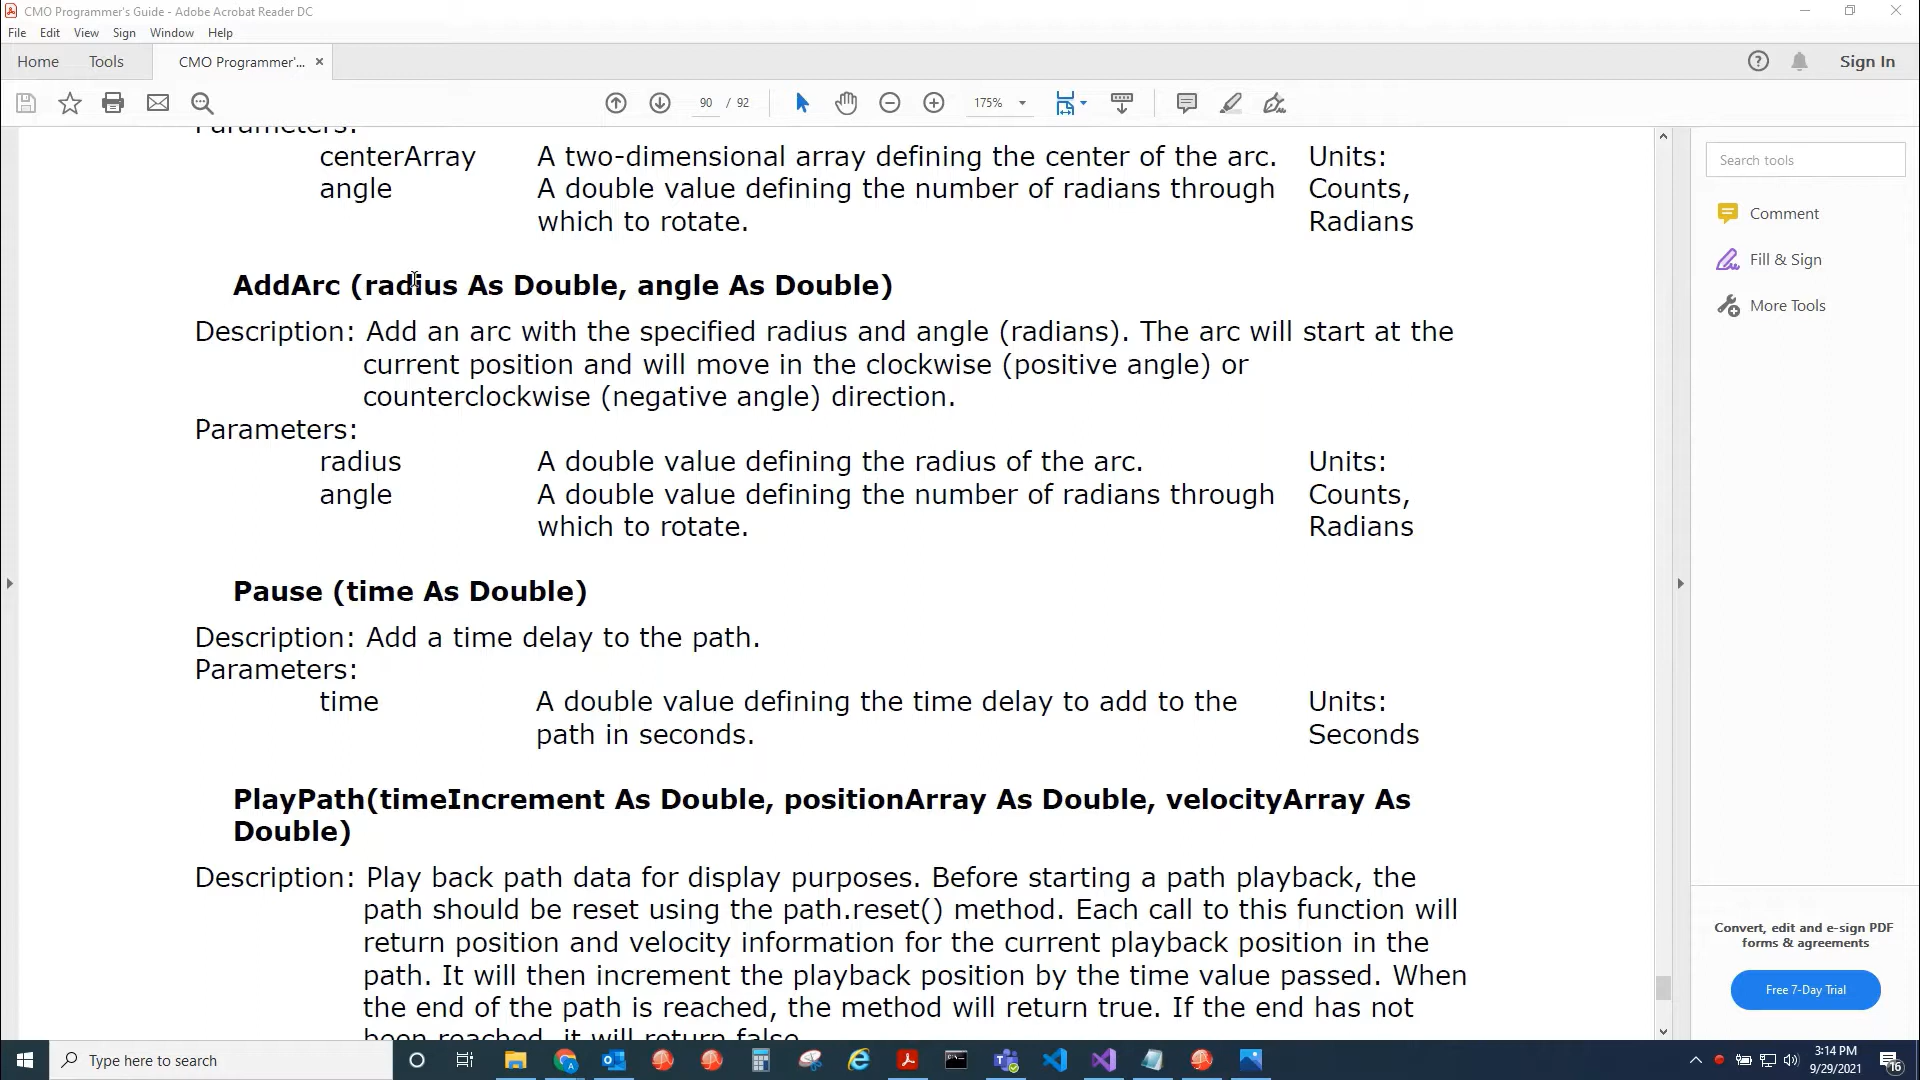 CMO Programmer's Guide - Adobe Acrobat Reader DC
File Edit View Sign Window Help
Home Tools CMO Programmer'... × Sign In
90 / 92 175%
Parameters:
centerArray A two-dimensional array defining the center of the arc. Units:
angle A double value defining the number of radians through Counts,
which to rotate. Radians
AddArc (radius As Double, angle As Double)
Description: Add an arc with the specified radius and angle (radians). The arc will start at the
current position and will move in the clockwise (positive angle) or
counterclockwise (negative angle) direction.
Parameters:
radius A double value defining the radius of the arc. Units:
angle A double value defining the number of radians through Counts,
which to rotate. Radians
Pause (time As Double)
Description: Add a time delay to the path.
Parameters:
time A double value defining the time delay to add to the Units:
path in seconds. Seconds
PlayPath(timeIncrement As Double, positionArray As Double, velocityArray As
Double)
Description: Play back path data for display purposes. Before starting a path playback, the
path should be reset using the path.reset() method. Each call to this function will
return position and velocity information for the current playback position in the
path. It will then increment the playback position by the time value passed. When
the end of the path is reached, the method will return true. If the end has not
been reached, it will return false.
Search tools
Comment
Fill & Sign
More Tools
Convert, edit and e-sign PDF
forms & agreements
Free 7-Day Trial
Type here to search
3:14 PM
9/29/2021
16